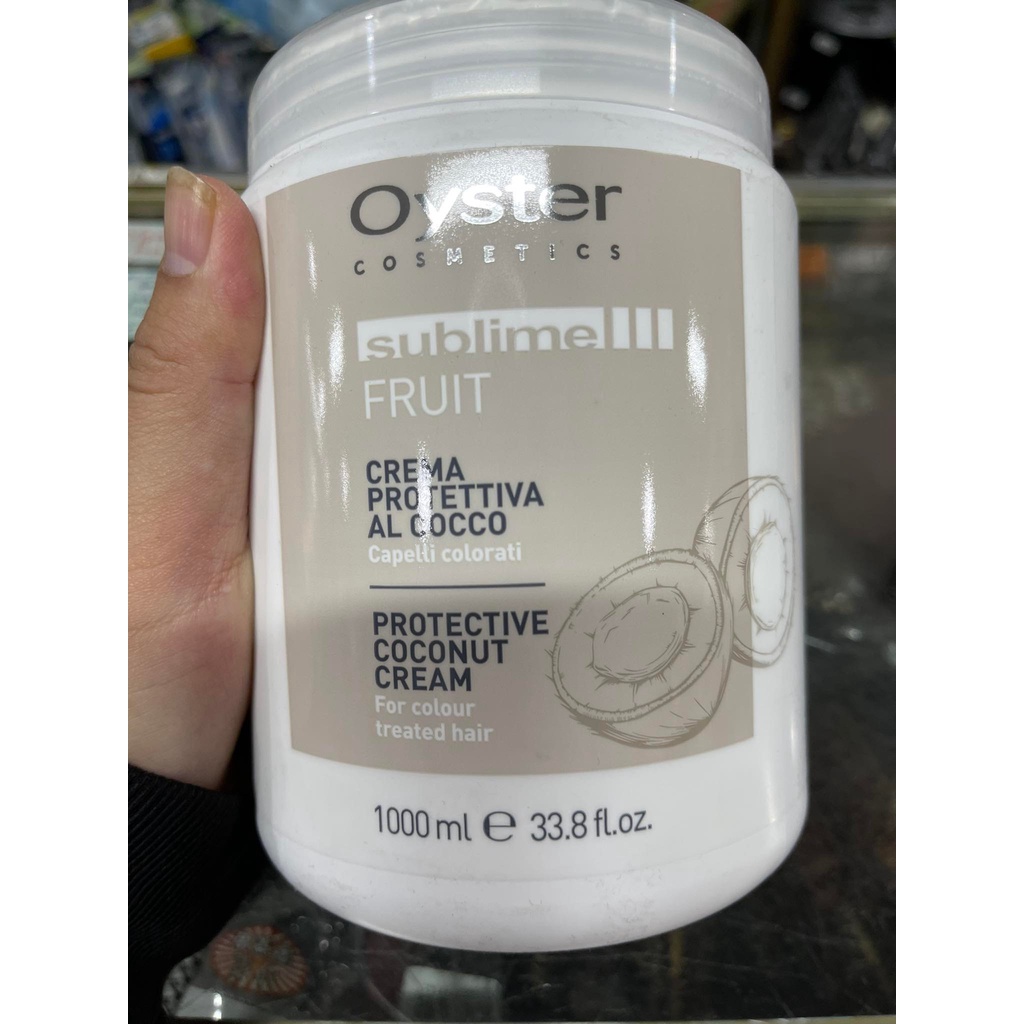 Oyster
COSMETICS
sublime
FRUIT
CREMA
PROTETTIVA
AL COCCO
Capelli colorati
PROTECTIVE
COCONUT
CREAM
For colour
treated hair
1000 ml ℮ 33.8 fl.oz.